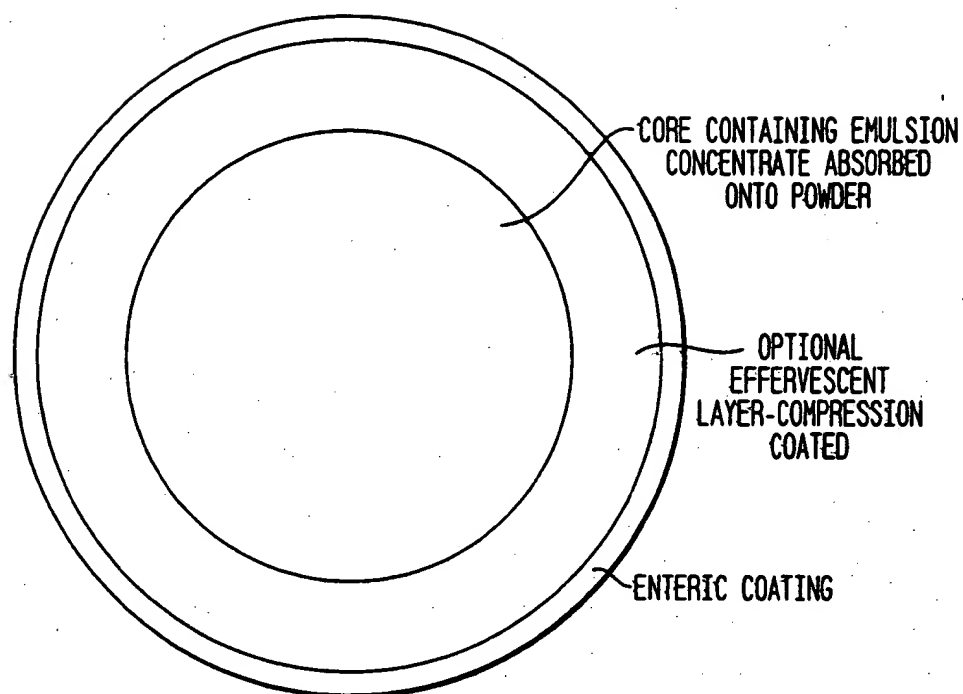 CORE CONTAINING EMULSION
CONCENTRATE ABSORBED
ONTO POWDER
OPTIONAL
EFFERVESCENT
LAYER-COMPRESSION
COATED
ENTERIC COATING